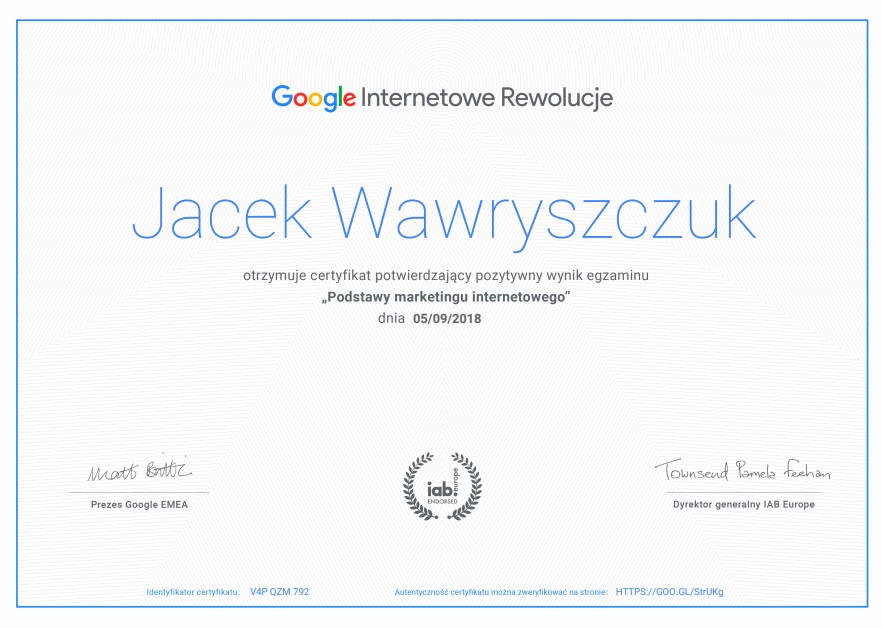 Google Internetowe Rewolucje
Jacek Wawryszczuk
otrzymuje certyfikat potwierdzający pozytywny wynik egzaminu
„Podstawy marketingu internetowego”
dnia 05/09/2018
Matt Brittin
Townsend Pamela Feehan
iab. europe
ENDORSED
Prezes Google EMEA
Dyrektor generalny IAB Europe
Identyfikator certyfikatu: V4P QZM 792
Autentyczność certyfikatu można zweryfikować na stronie: HTTPS://GOO.GL/StrUKg